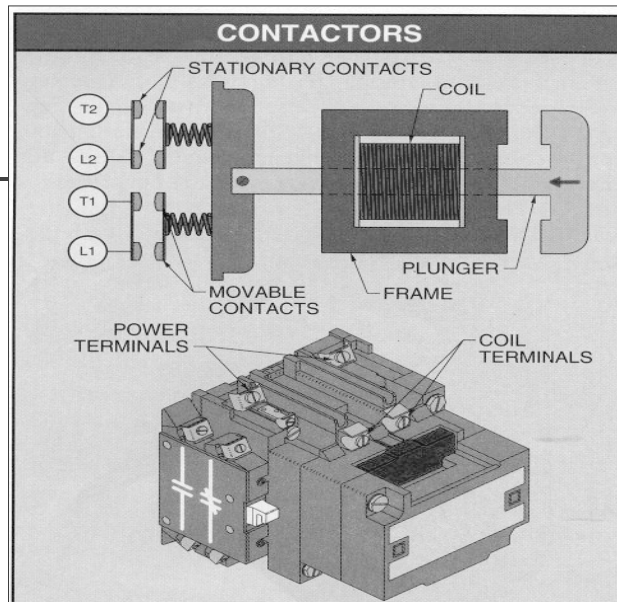 CONTACTORS
STATIONARY CONTACTS
COIL
T2
L2
T1
L1
PLUNGER
MOVABLE
CONTACTS
FRAME
POWER
TERMINALS
COIL
TERMINALS